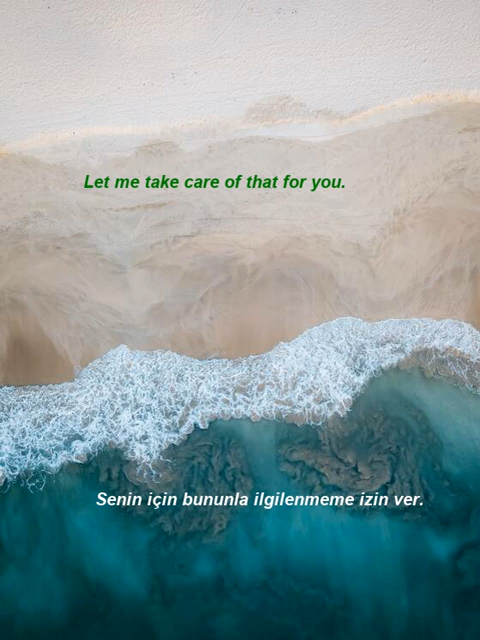 Let me take care of that for you.
Senin için bununla ilgilenmeme izin ver.